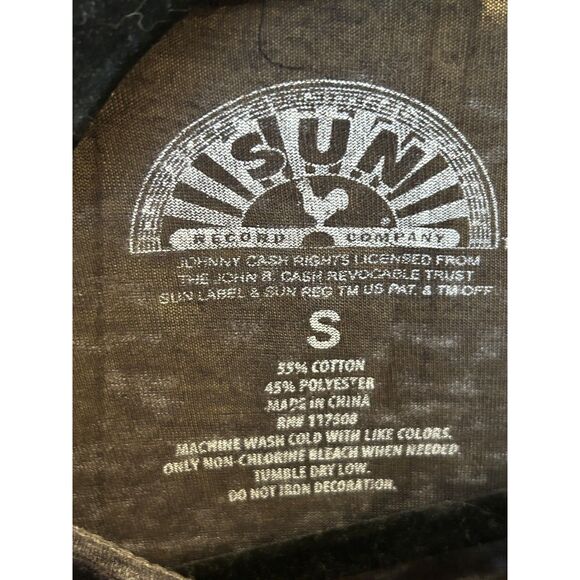 SUN
®
RECORD COMPANY
JOHNNY CASH RIGHTS LICENSED FROM
THE JOHN R. CASH REVOCABLE TRUST
SUN LABEL & SUN REG TM US PAT. & TM OFF
S
55% COTTON
45% POLYESTER
MADE IN CHINA
RN# 117508
MACHINE WASH COLD WITH LIKE COLORS.
ONLY NON-CHLORINE BLEACH WHEN NEEDED.
TUMBLE DRY LOW.
DO NOT IRON DECORATION.